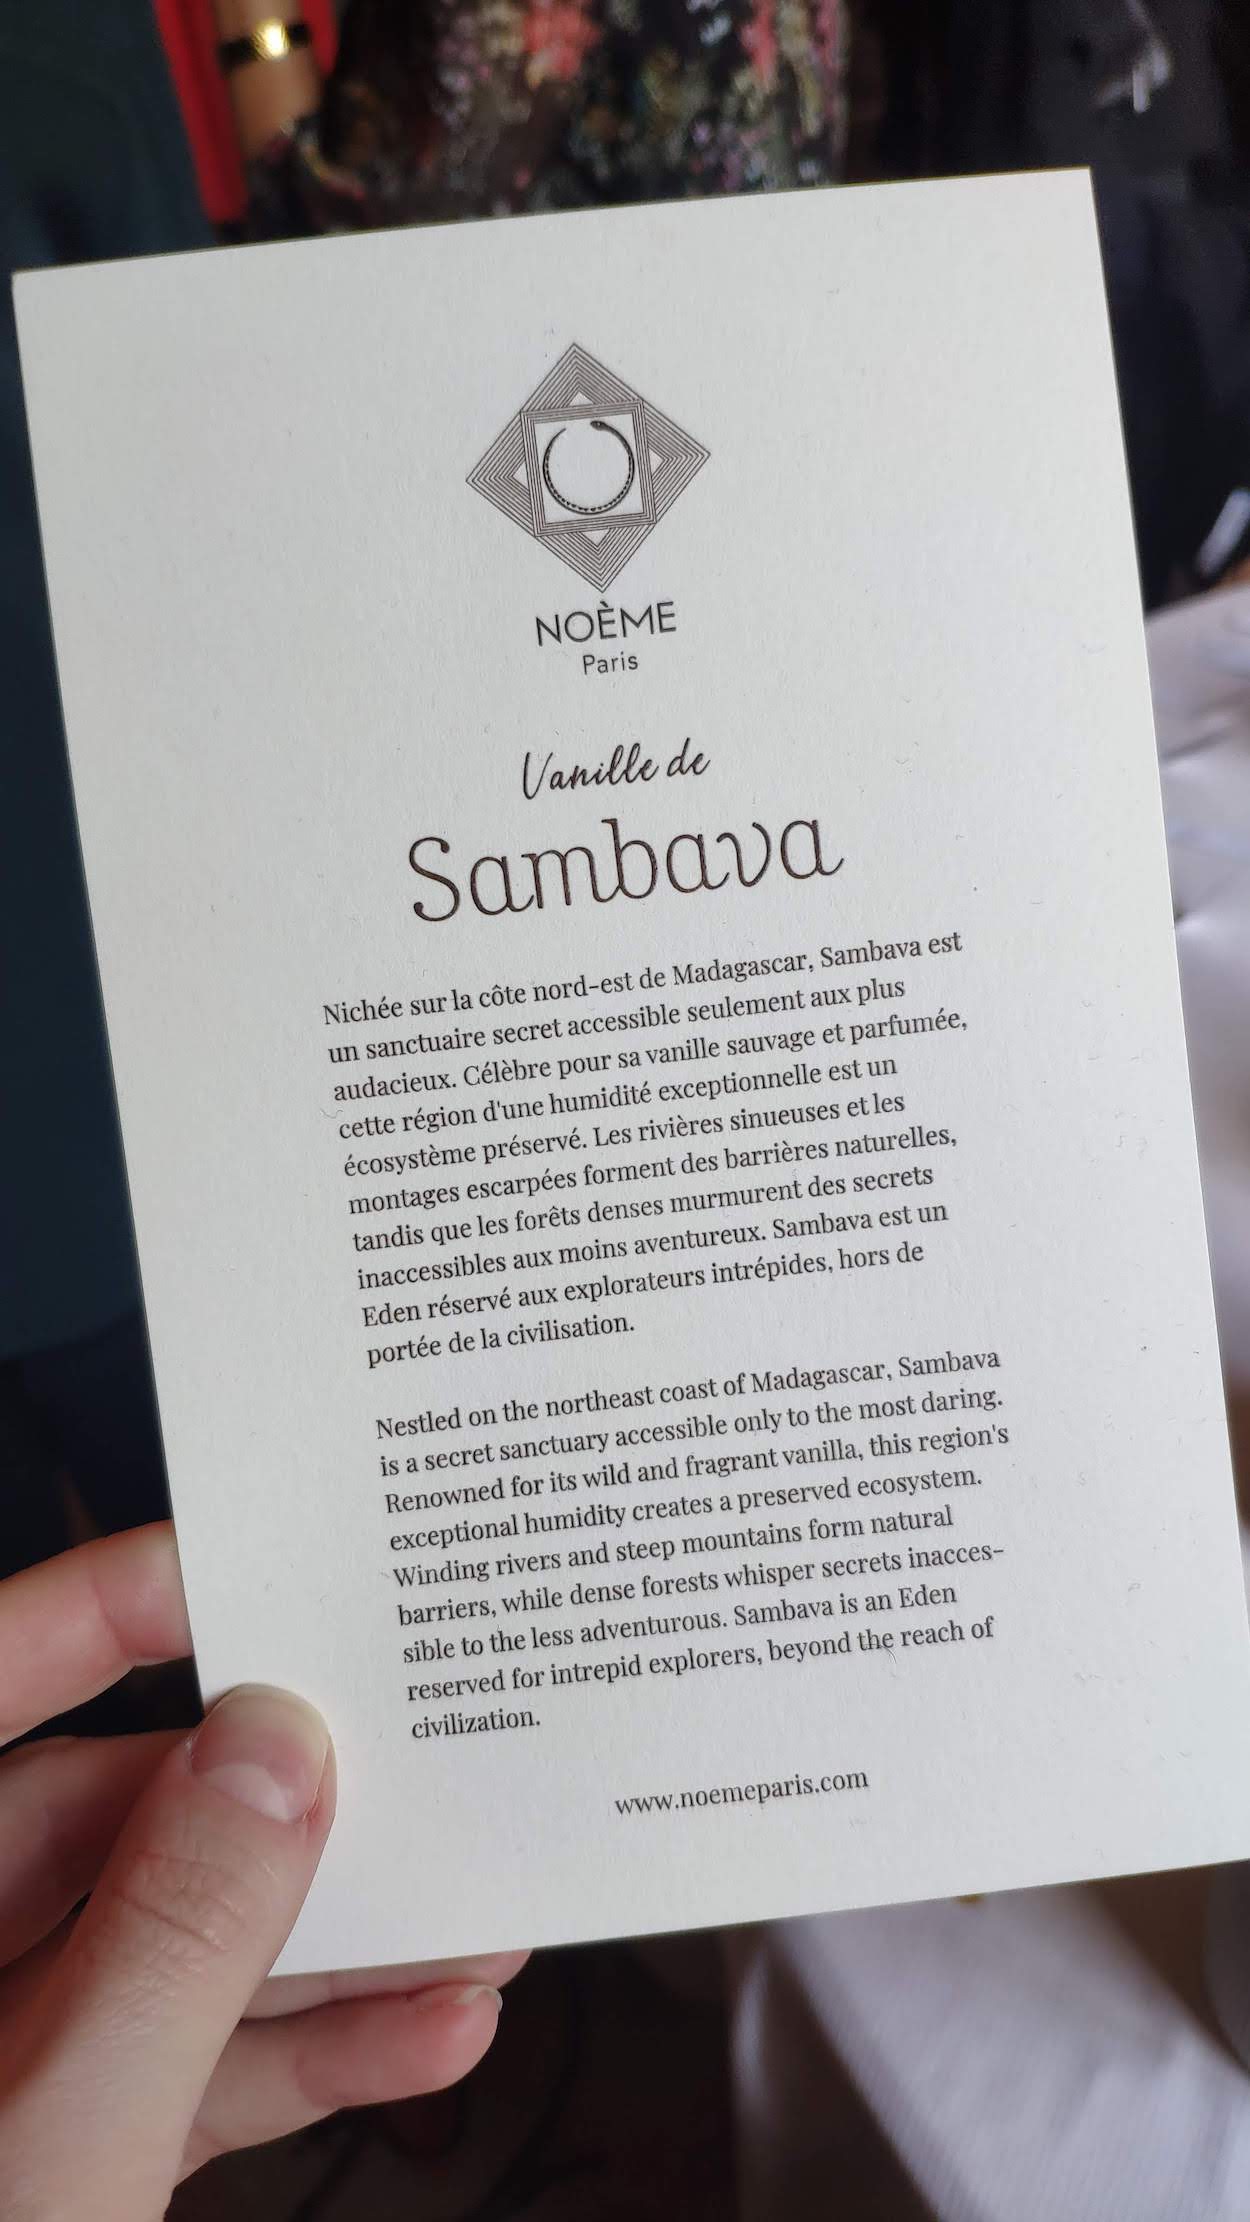 NOÈME
Paris
Vanille de
Sambava
Nichée sur la côte nord-est de Madagascar, Sambava est
un sanctuaire secret accessible seulement aux plus
audacieux. Célèbre pour sa vanille sauvage et parfumée,
cette région d'une humidité exceptionnelle est un
écosystème préservé. Les rivières sinueuses et les
montages escarpées forment des barrières naturelles,
tandis que les forêts denses murmurent des secrets
inaccessibles aux moins aventureux. Sambava est un
Eden réservé aux explorateurs intrépides, hors de
portée de la civilisation.
Nestled on the northeast coast of Madagascar, Sambava
is a secret sanctuary accessible only to the most daring.
Renowned for its wild and fragrant vanilla, this region's
exceptional humidity creates a preserved ecosystem.
Winding rivers and steep mountains form natural
barriers, while dense forests whisper secrets inacces-
sible to the less adventurous. Sambava is an Eden
reserved for intrepid explorers, beyond the reach of
civilization.
www.noemeparis.com